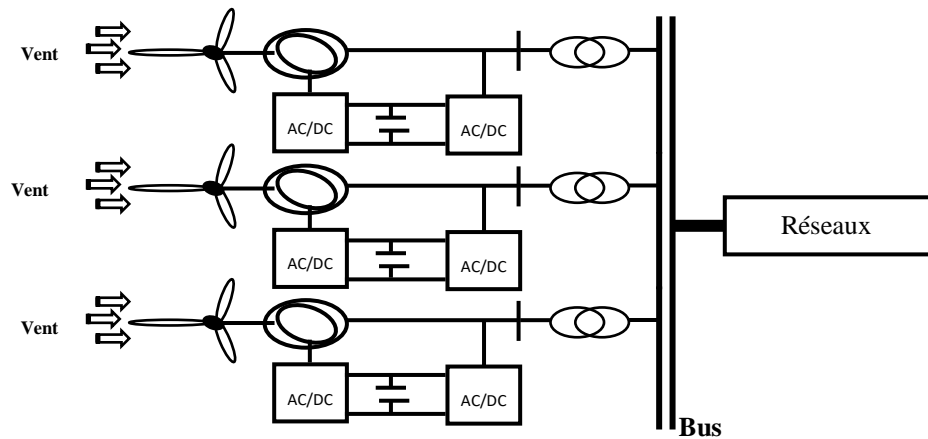 Vent
AC/DC
AC/DC
Vent
AC/DC
AC/DC
Réseaux
Vent
AC/DC
AC/DC
Bus